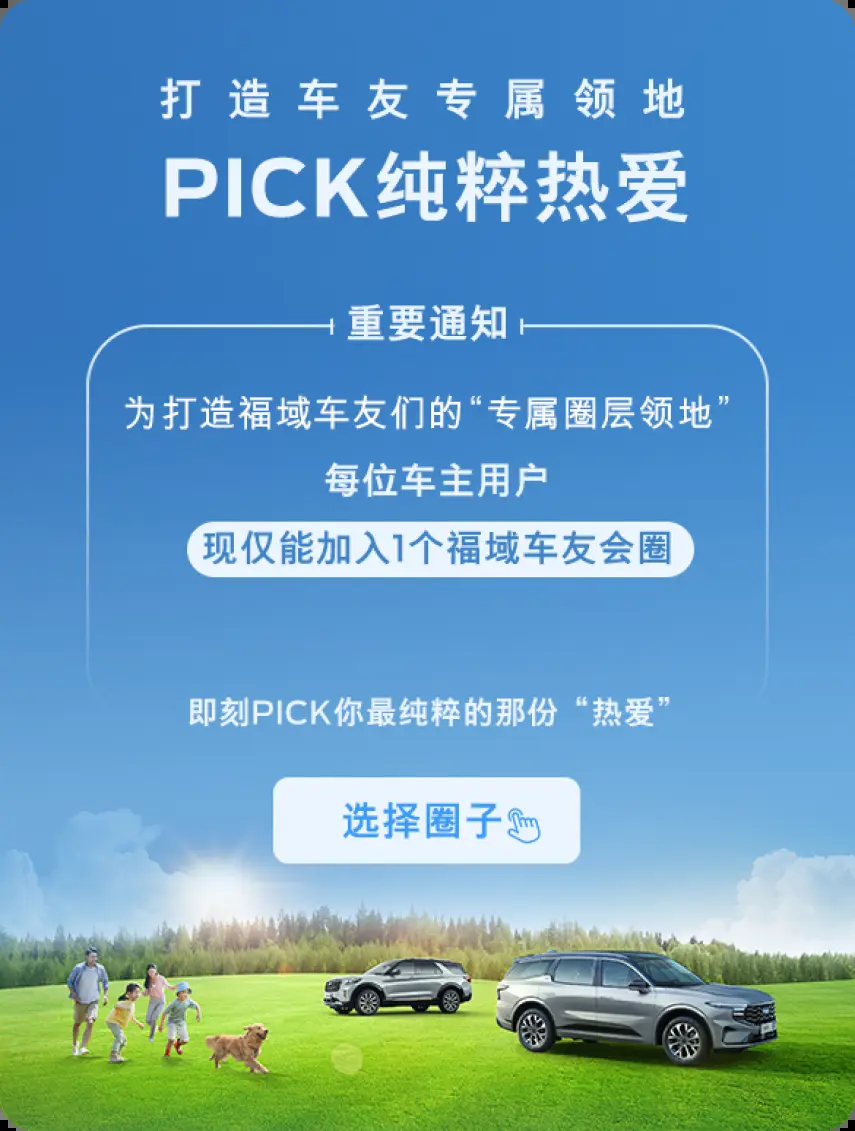 打造车友专属领地
PICK纯粹热爱
重要通知
为打造福域车友们的“专属圈层领地”
每位车主用户
现仅能加入1个福域车友会圈
即刻PICK你最纯粹的那份“热爱”
选择圈子